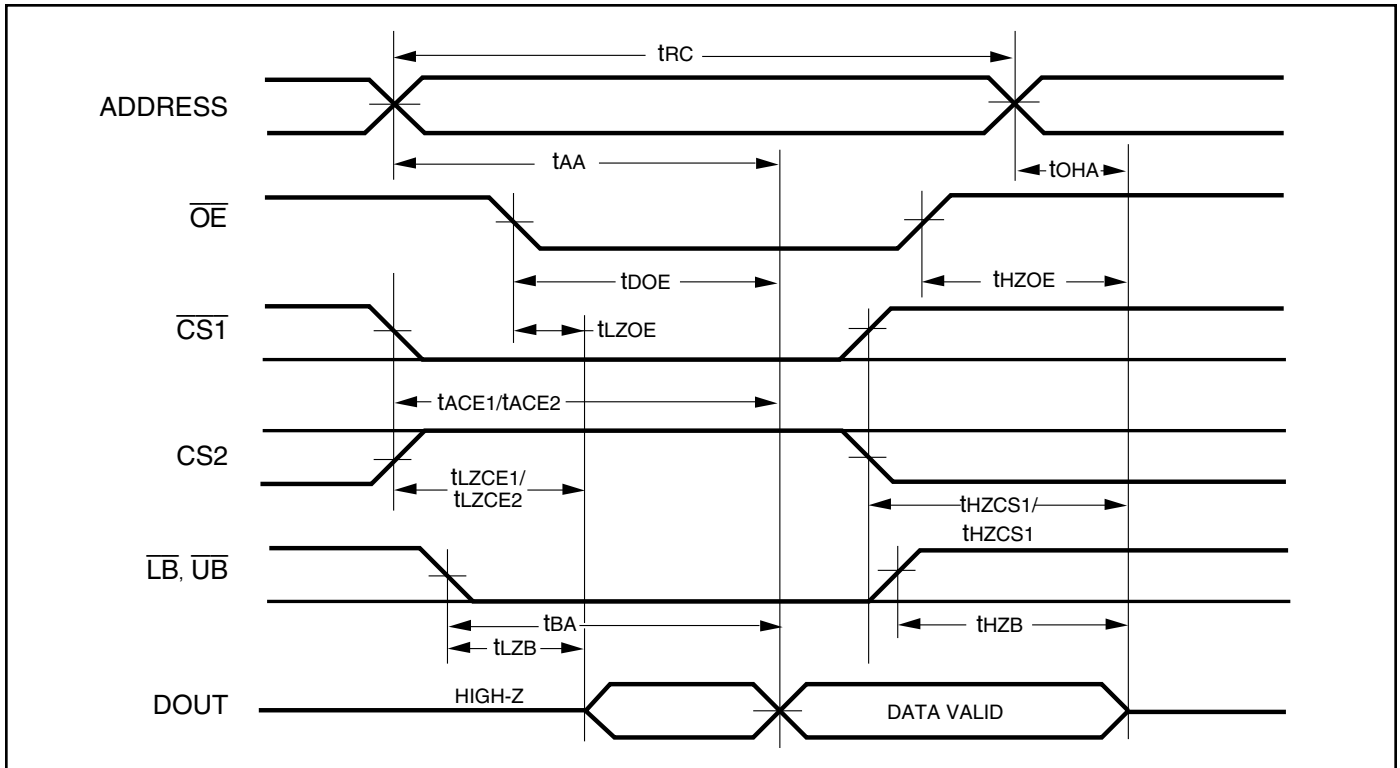 tRC
ADDRESS
tAA
tOHA
OE
tDOE
tHZOE
CS1
tLZOE
tACE1/tACE2
CS2
tLZCE1/
tLZCE2
tHZCS1/
tHZCS1
LB, UB
tBA
tHZB
tLZB
DOUT
HIGH-Z
DATA VALID